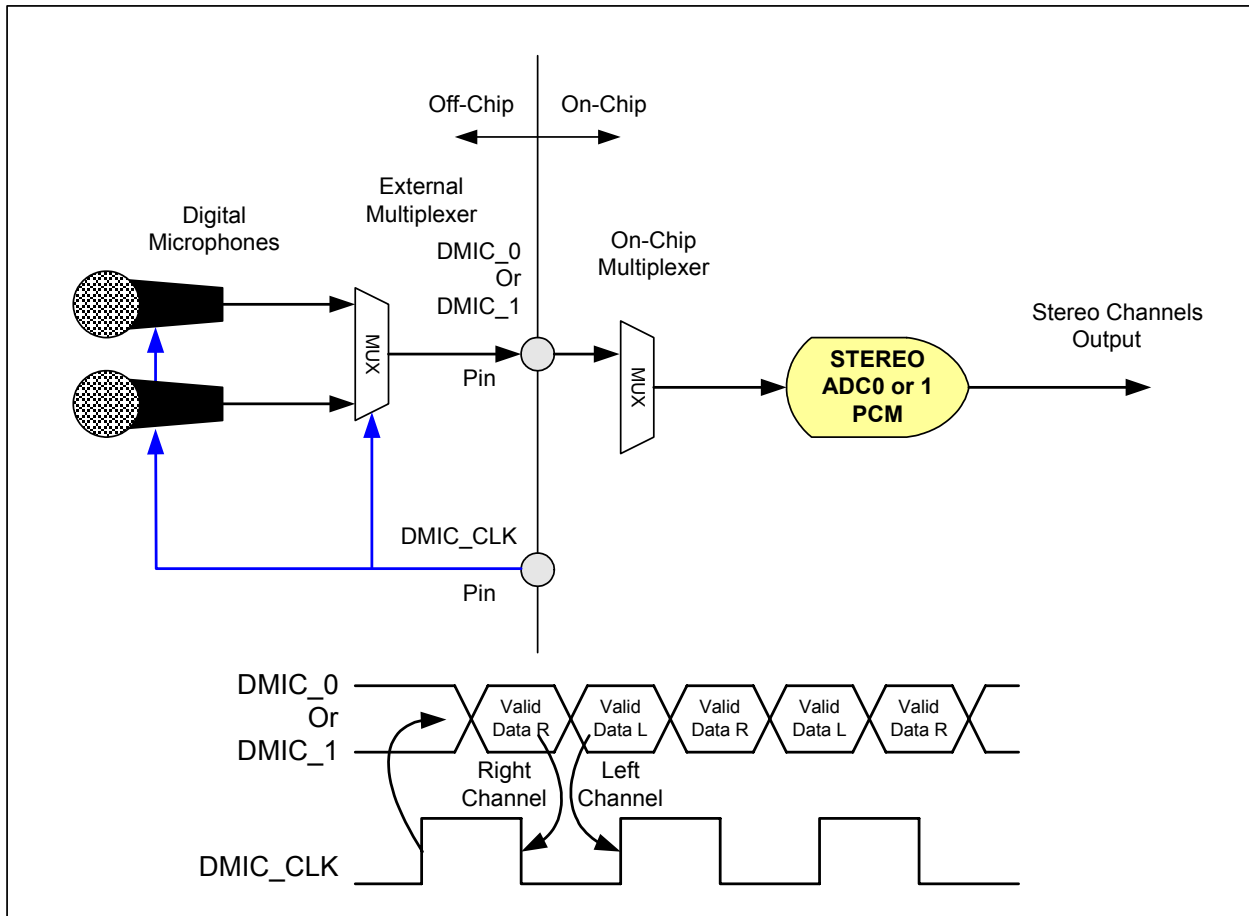 Off-Chip
On-Chip
External
Multiplexer
Digital
Microphones
DMIC_0
Or
DMIC_1
On-Chip
Multiplexer
Stereo Channels
Output
MUX
MUX
STEREO
ADC0 or 1
PCM
Pin
DMIC_CLK
Pin
DMIC_0
Or
DMIC_1
Valid
Data R
Valid
Data L
Valid
Data R
Valid
Data L
Valid
Data R
Right
Channel
Left
Channel
DMIC_CLK